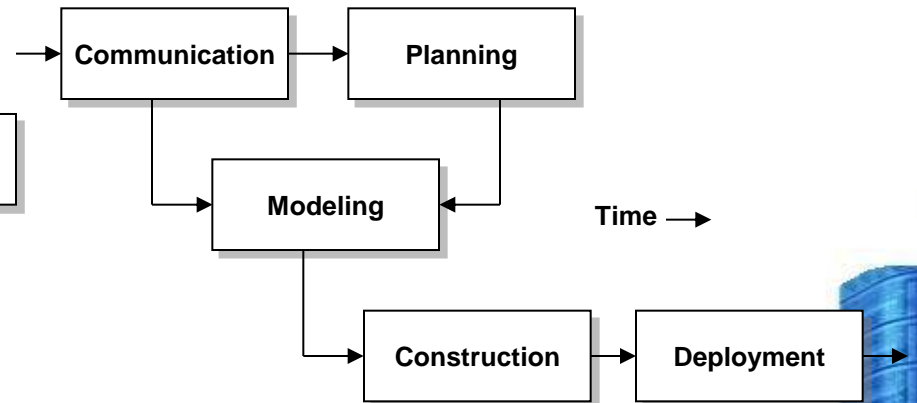 Communication
Planning
Modeling
Time
Construction
Deployment